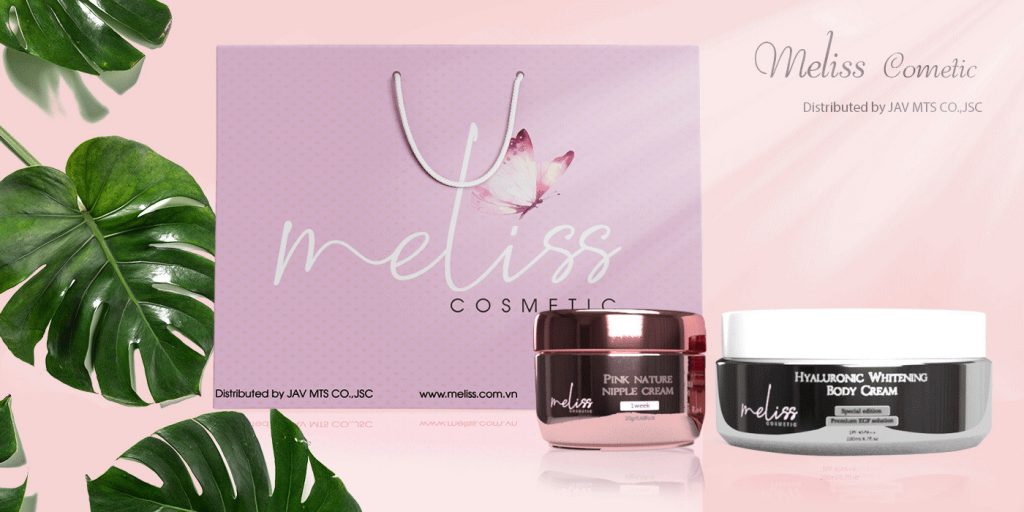 Meliss Cometic
Distributed by JAV MTS CO.,JSC
meliss
COSMETIC
Distributed by JAV MTS CO.,JSC
www.meliss.com.vn
PINK NATURE
NIPPLE CREAM
1week
meliss
COSMETIC
HYALURONIC WHITENING
BODY CREAM
meliss
COSMETIC
Special edition
Premium EGF solution